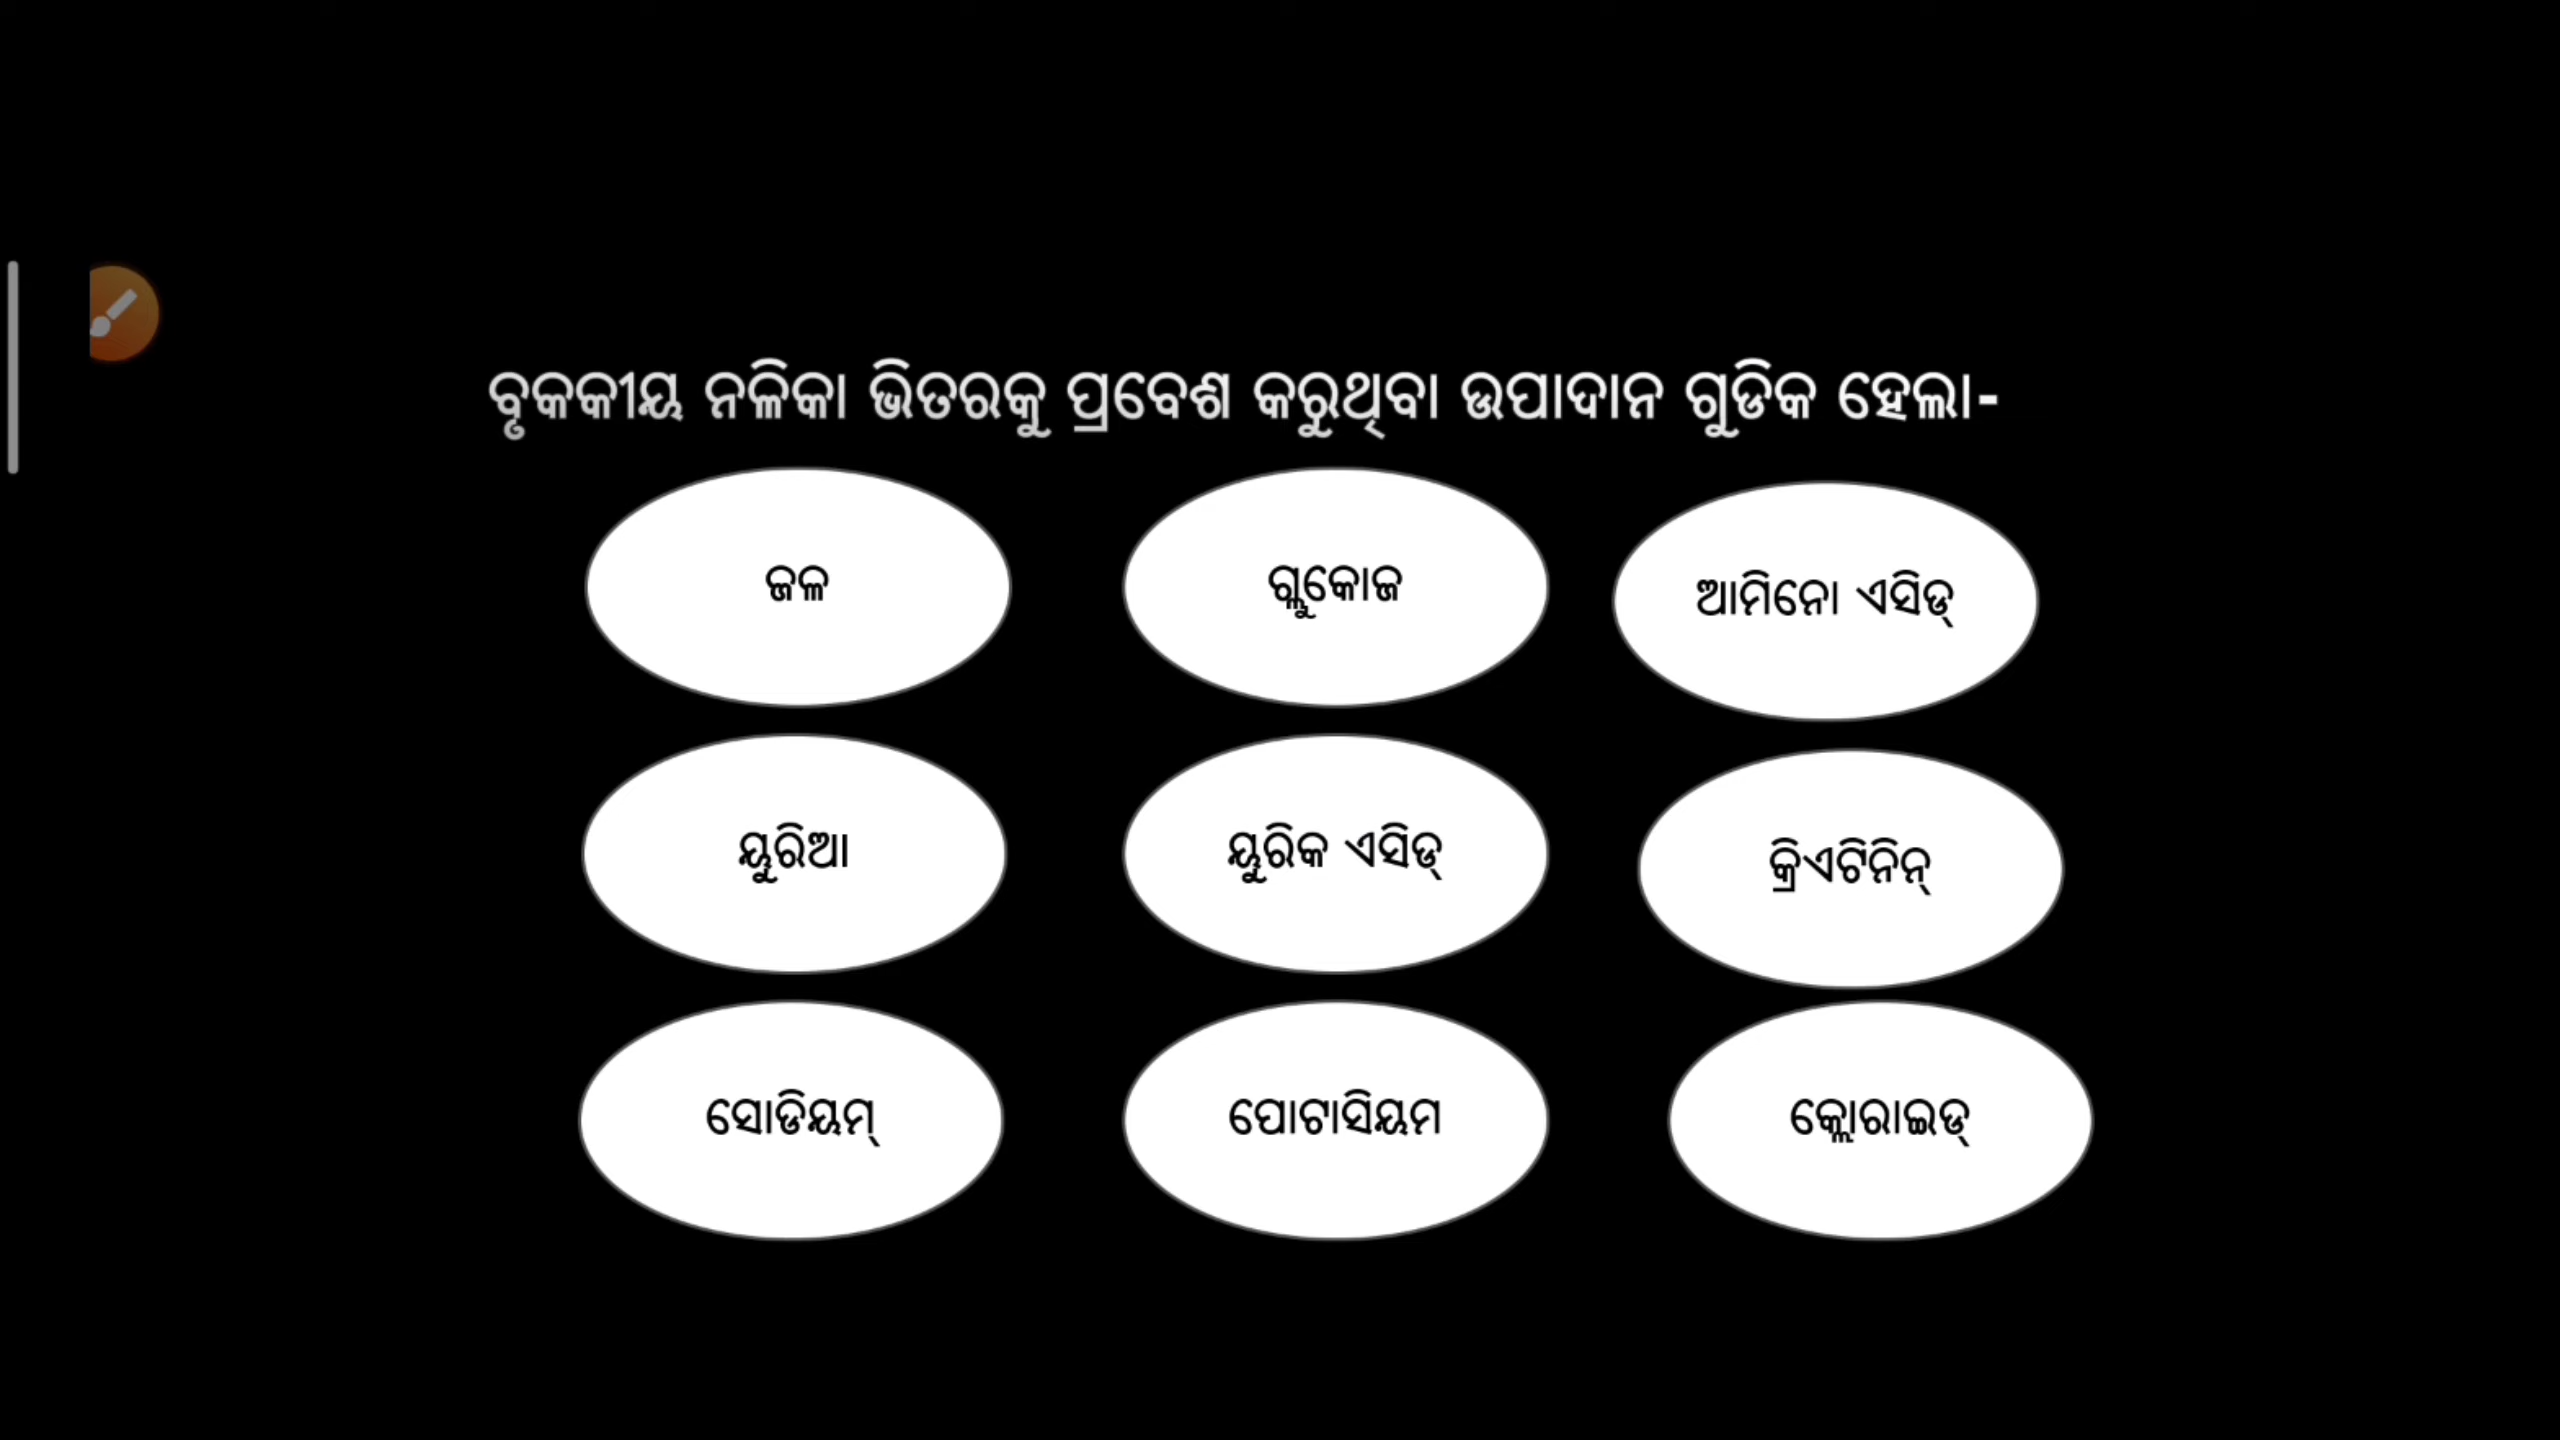 ବୃକକୀୟ ନଳିକା ଭିତରକୁ ପ୍ରବେଶ କରୁଥିବା ଉପାଦାନ ଗୁଡିକ ହେଲା-
ଜଳ
ଗ୍ଲୁକୋଜ
ଆମିନୋ ଏସିଡ୍
ୟୁରିଆ
ୟୁରିକ ଏସିଡ୍
କ୍ରିଏଟିନିନ୍
ସୋଡିୟମ୍
ପୋଟାସିୟମ
କ୍ଲୋରାଇଡ୍